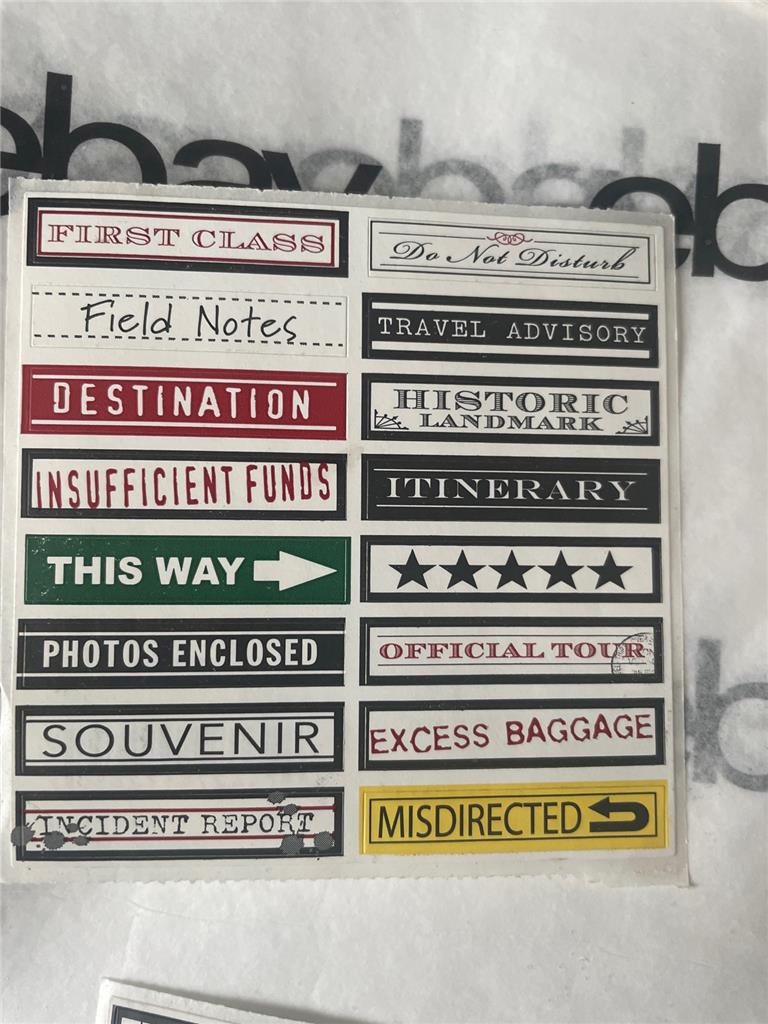 ebay
eb
FIRST CLASS
Do Not Disturb
Field Notes
TRAVEL ADVISORY
DESTINATION
HISTORIC
LANDMARK
INSUFFICIENT FUNDS
ITINERARY
THIS WAY
PHOTOS ENCLOSED
OFFICIAL TOUR
SOUVENIR
EXCESS BAGGAGE
INCIDENT REPORT
MISDIRECTED